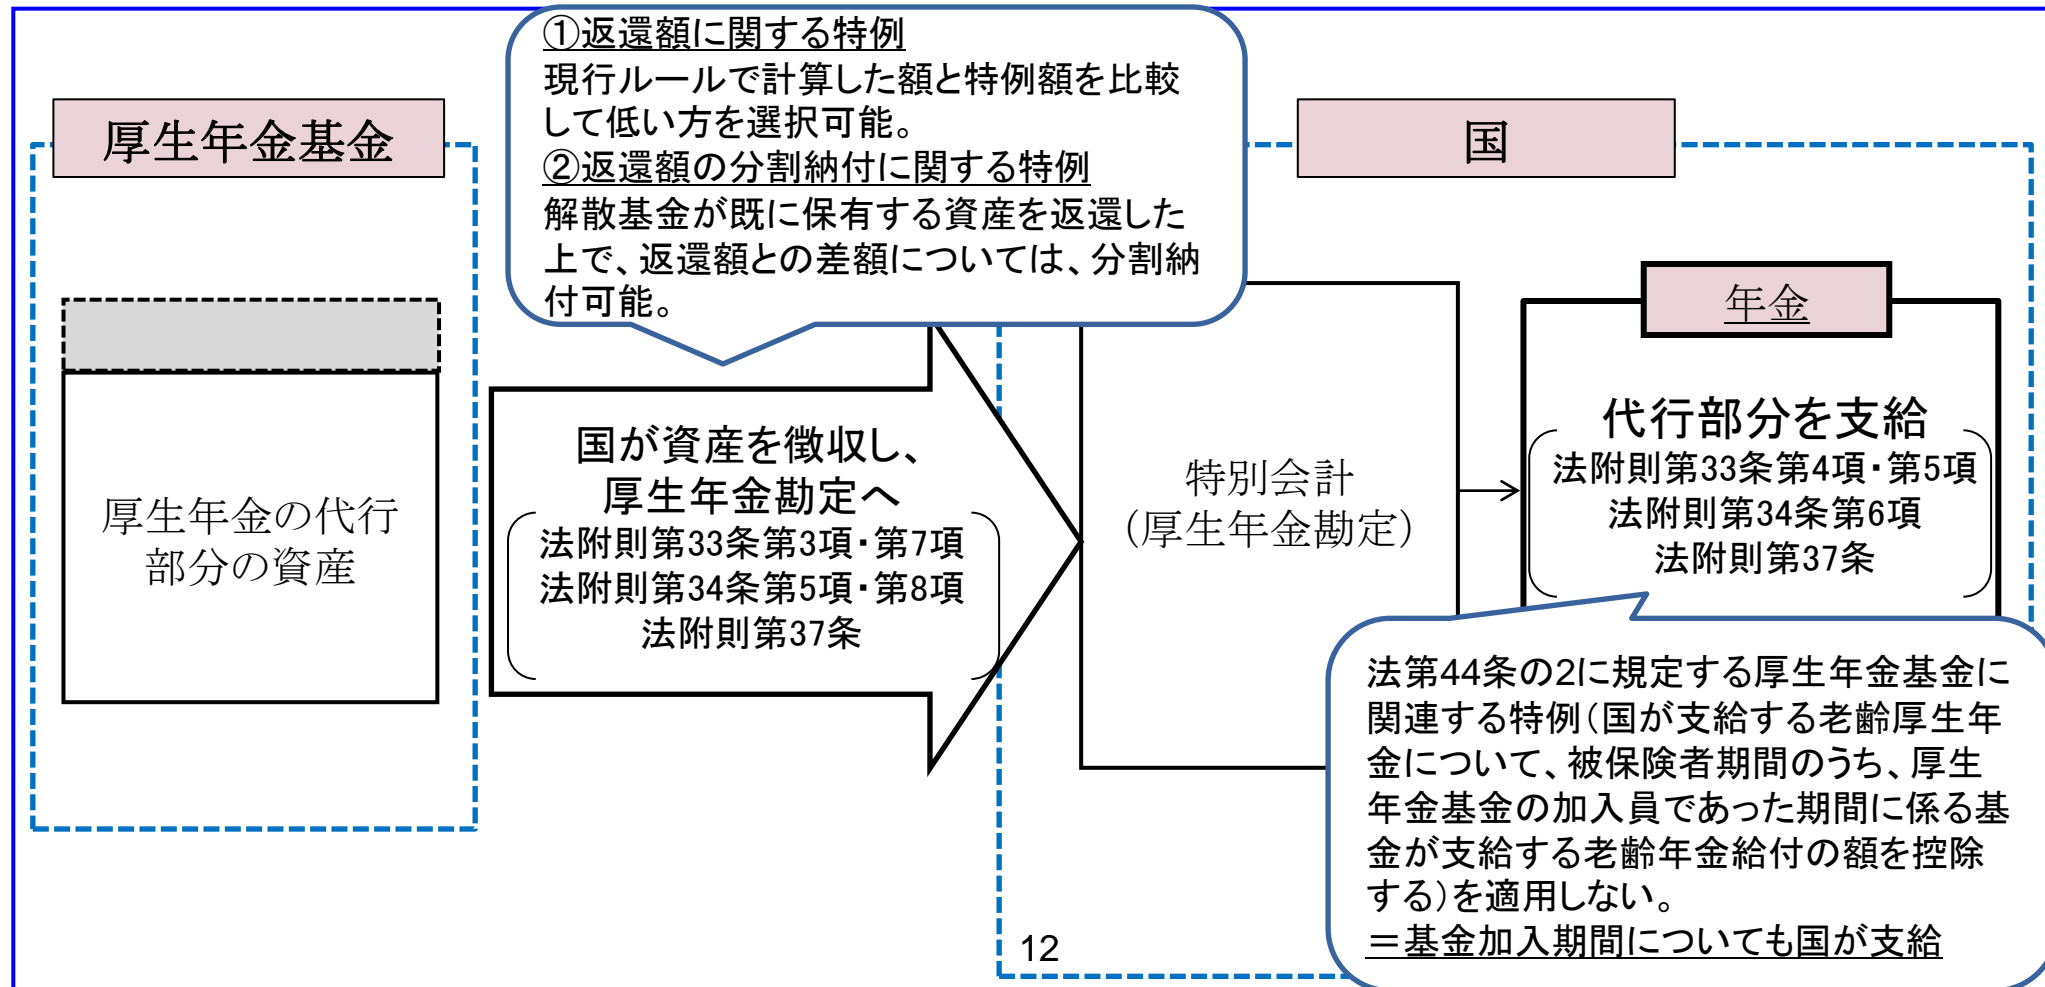 ①返還額に関する特例
現行ルールで計算した額と特例額を比較
して低い方を選択可能。
②返還額の分割納付に関する特例
解散基金が既に保有する資産を返還した
上で、返還額との差額については、分割納
付可能。
厚生年金基金
国
年金
厚生年金の代行
部分の資産
国が資産を徴収し、
厚生年金勘定へ
法附則第33条第3項・第7項
法附則第34条第5項・第8項
法附則第37条
特別会計
（厚生年金勘定）
代行部分を支給
法附則第33条第4項・第5項
法附則第34条第6項
法附則第37条
法第44条の2に規定する厚生年金基金に
関連する特例（国が支給する老齢厚生年
金について、被保険者期間のうち、厚生
年金基金の加入員であった期間に係る基
金が支給する老齢年金給付の額を控除
する）を適用しない。
＝基金加入期間についても国が支給
12